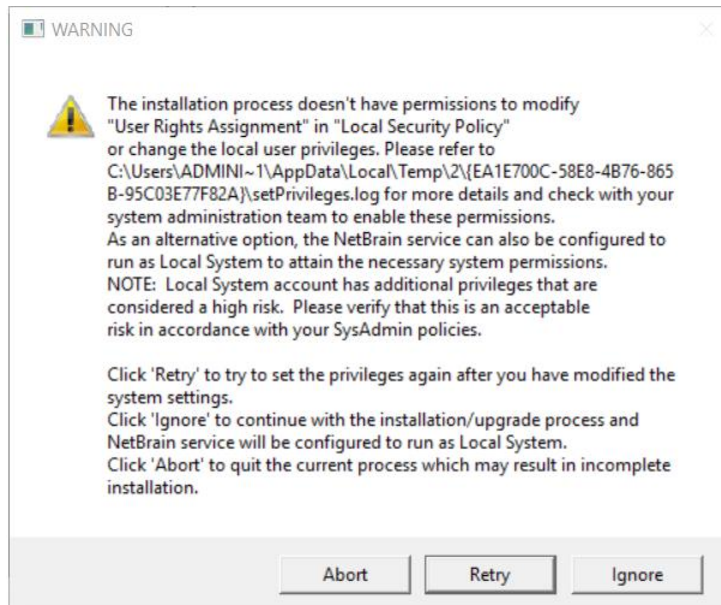 WARNING
The installation process doesn't have permissions to modify
"User Rights Assignment" in "Local Security Policy"
or change the local user privileges. Please refer to
C:\Users\ADMINI~1\AppData\Local\Temp\2\{EA1E700C-58E8-4B76-865
B-95C03E77F82A}\setPrivileges.log for more details and check with your
system administration team to enable these permissions.
As an alternative option, the NetBrain service can also be configured to
run as Local System to attain the necessary system permissions.
NOTE:  Local System account has additional privileges that are
considered a high risk.  Please verify that this is an acceptable
risk in accordance with your SysAdmin policies.
Click 'Retry' to try to set the privileges again after you have modified the
system settings.
Click 'Ignore' to continue with the installation/upgrade process and
NetBrain service will be configured to run as Local System.
Click 'Abort' to quit the current process which may result in incomplete
installation.
Abort Retry Ignore